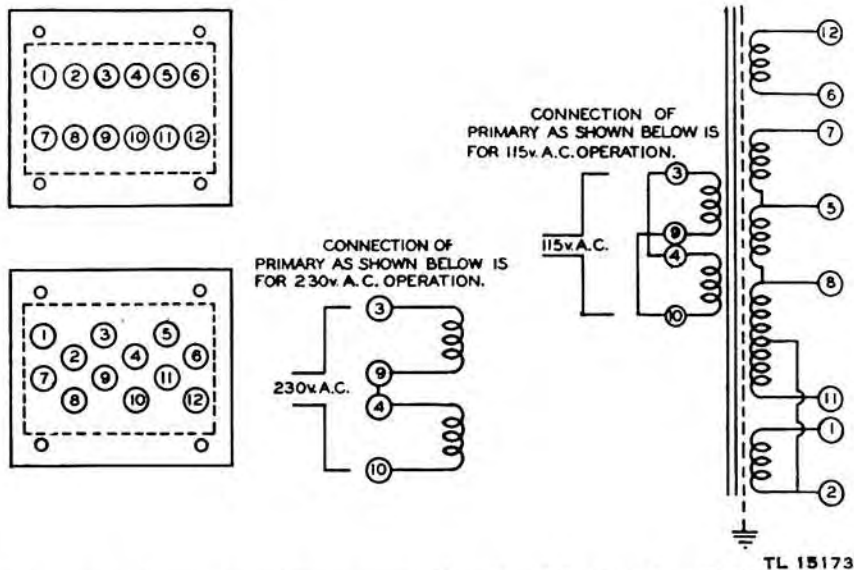 1 2 3 4 5 6
7 8 9 10 11 12
1 3 5
2 4 6
7 9 11
8 10 12
CONNECTION OF
PRIMARY AS SHOWN BELOW IS
FOR 230v. A.C. OPERATION.
3
9
230v.A.C.
4
10
CONNECTION OF
PRIMARY AS SHOWN BELOW IS
FOR 115v. A.C. OPERATION.
3
9
115v.A.C.
4
10
12
6
7
5
8
11
1
2
TL 15173